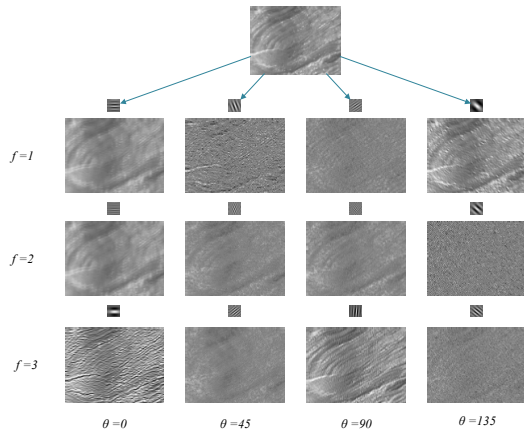 f =1
f =2
f =3
θ =0
θ =45
θ =90
θ =135